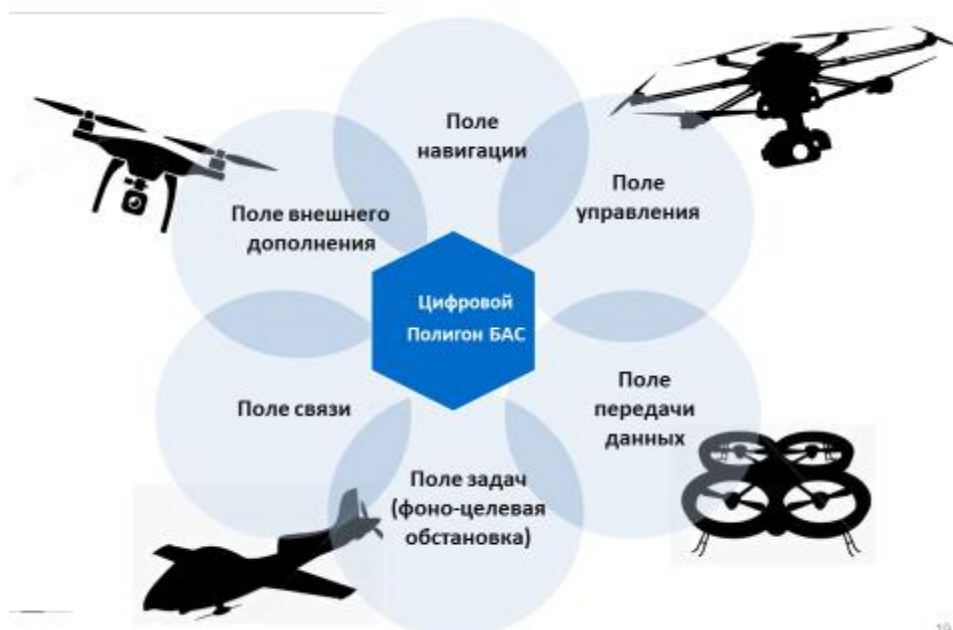 Поле
навигации
Поле
управления
Поле внешнего
дополнения
Цифровой
Полигон БАС
Поле
передачи
данных
Поле связи
Поле задач
(фоно-целевая
обстановка)
19